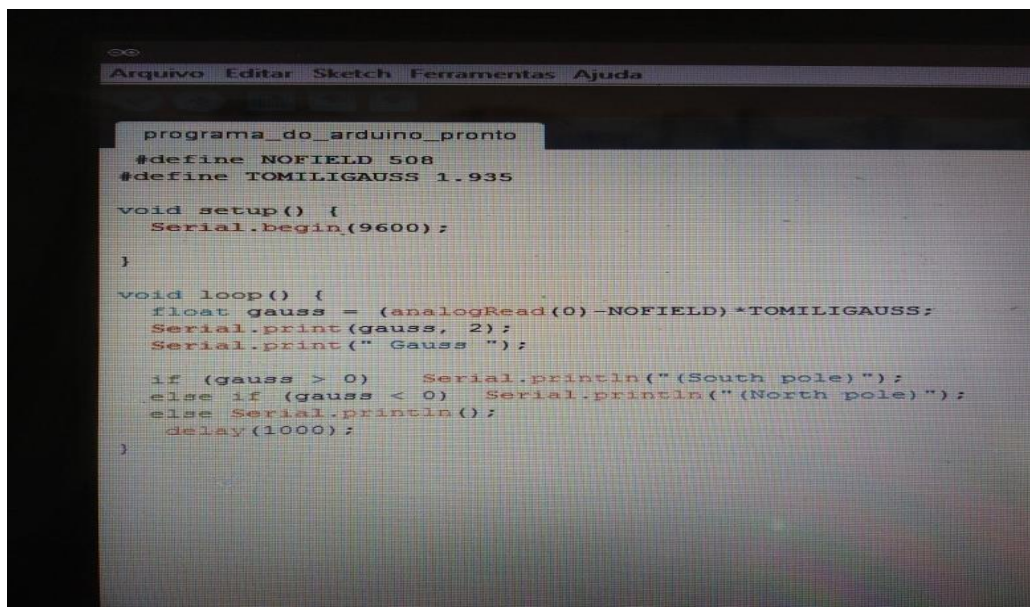 Arquivo Editar Sketch Ferramentas Ajuda
programa_do_arduino_pronto
#define NOFIELD 508
#define TOMILIGAUSS 1.935
void setup() {
Serial.begin(9600);
}
void loop() {
float gauss = (analogRead(0)-NOFIELD)*TOMILIGAUSS;
Serial.print(gauss, 2);
Serial.print(" Gauss ");
if (gauss > 0) Serial.println("(South pole)");
else if (gauss < 0) Serial.println("(North pole)");
else Serial.println();
delay(1000);
}